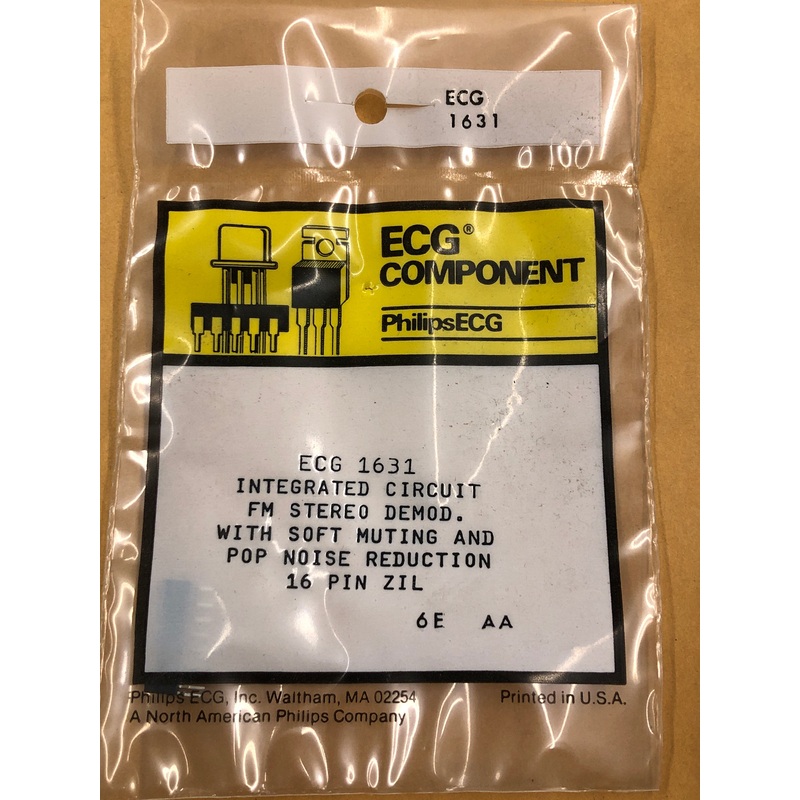 ECG
1631
ECG®
COMPONENT
PhilipsECG
ECG 1631
INTEGRATED CIRCUIT
FM STEREO DEMOD.
WITH SOFT MUTING AND
POP NOISE REDUCTION
16 PIN ZIL
6E AA
Philips ECG, Inc. Waltham, MA 02254 Printed in U.S.A.
A North American Philips Company